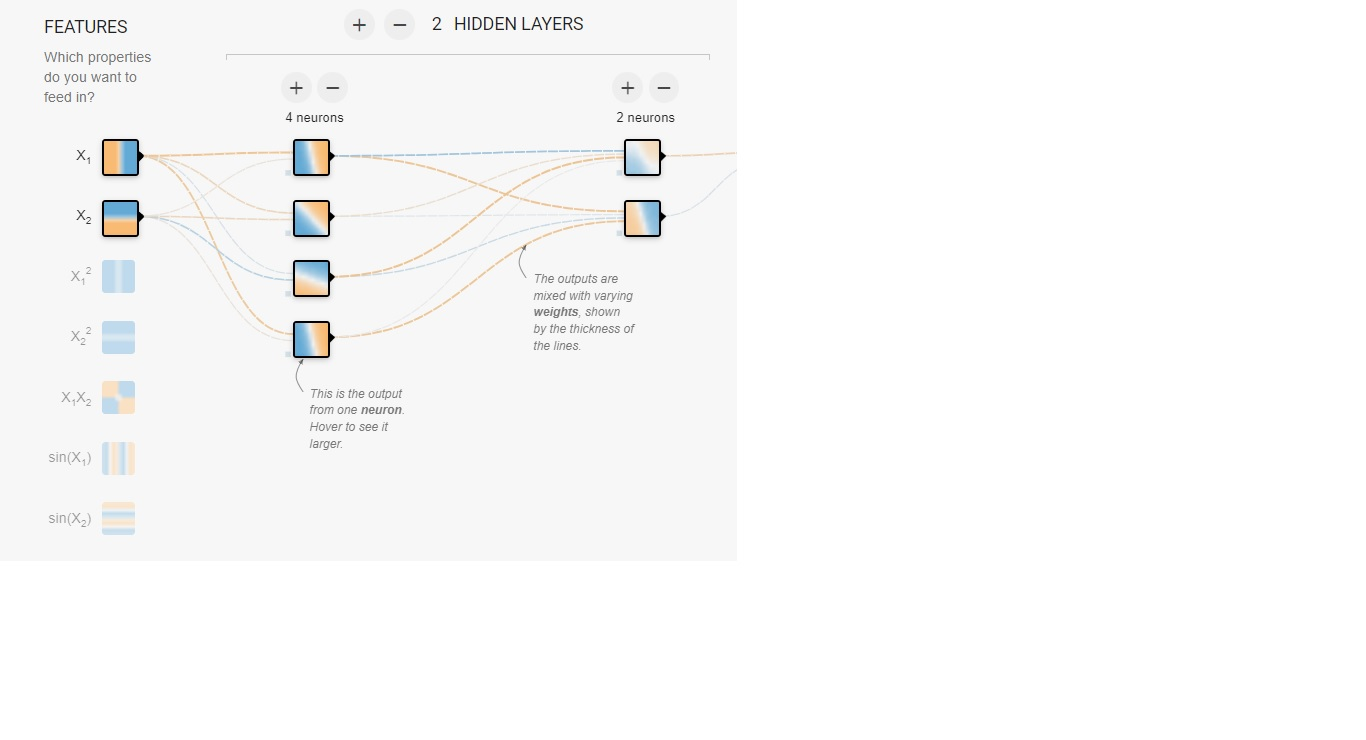 FEATURES
Which properties
do you want to
feed in?
2 HIDDEN LAYERS
4 neurons
2 neurons
X₁
X₂
X₁²
X₂²
X₁X₂
sin(X₁)
sin(X₂)
This is the output
from one neuron.
Hover to see it
larger.
The outputs are
mixed with varying
weights, shown
by the thickness of
the lines.